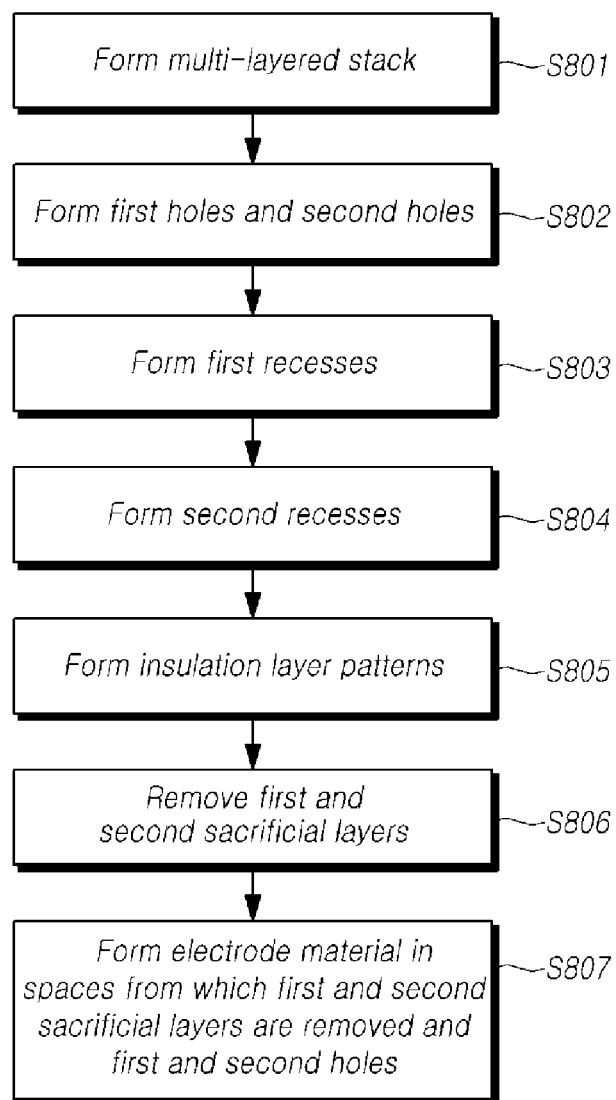 Form multi-layered stack
S801
Form first holes and second holes
S802
Form first recesses
S803
Form second recesses
S804
Form insulation layer patterns
S805
Remove first and
second sacrificial layers
S806
Form electrode material in
spaces from which first and second
sacrificial layers are removed and
first and second holes
S807